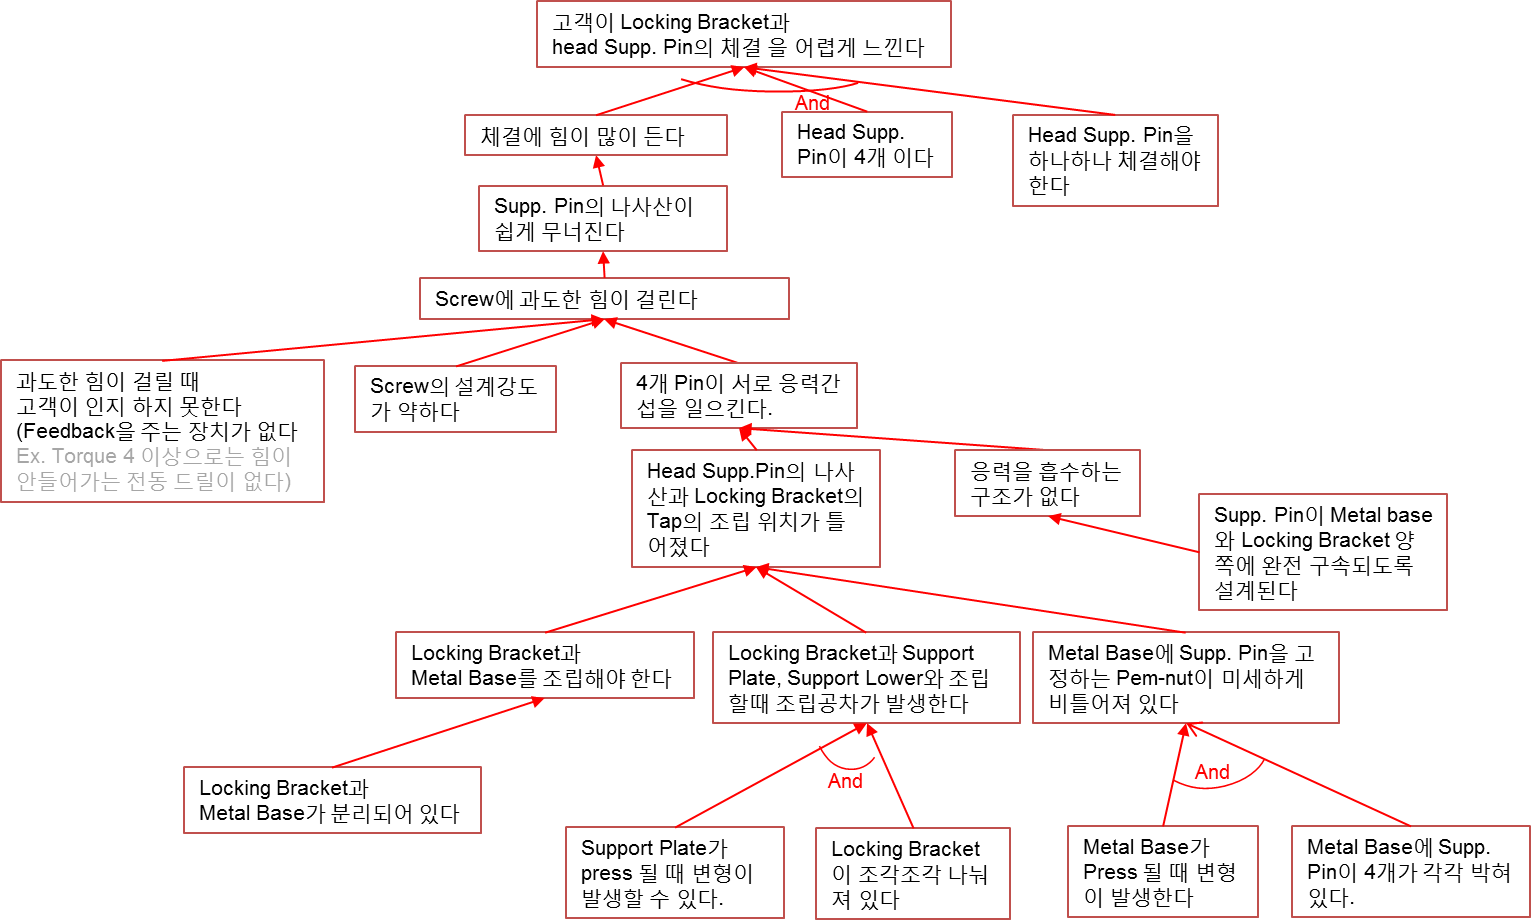 고객이 Locking Bracket과
head Supp. Pin의 체결 을 어렵게 느낀다
And
체결에 힘이 많이 든다
Head Supp.
Pin이 4개 이다
Head Supp. Pin을
하나하나 체결해야
한다
Supp. Pin의 나사산이
쉽게 무너진다
Screw에 과도한 힘이 걸린다
과도한 힘이 걸릴 때
고객이 인지 하지 못한다
(Feedback을 주는 장치가 없다
Ex. Torque 4 이상으로는 힘이
안들어가는 전동 드릴이 없다)
Screw의 설계강도
가 약하다
4개 Pin이 서로 응력간
섭을 일으킨다.
Head Supp.Pin의 나사
산과 Locking Bracket의
Tap의 조립 위치가 틀
어졌다
응력을 흡수하는
구조가 없다
Supp. Pin이 Metal base
와 Locking Bracket 양
쪽에 완전 구속되도록
설계된다
Locking Bracket과
Metal Base를 조립해야 한다
Locking Bracket과 Support
Plate, Support Lower와 조립
할때 조립공차가 발생한다
Metal Base에 Supp. Pin을 고
정하는 Pem-nut이 미세하게
비틀어져 있다
Locking Bracket과
Metal Base가 분리되어 있다
And
And
Support Plate가
press 될 때 변형이
발생할 수 있다.
Locking Bracket
이 조각조각 나눠
져 있다
Metal Base가
Press 될 때 변형
이 발생한다
Metal Base에 Supp.
Pin이 4개가 각각 박혀
있다.